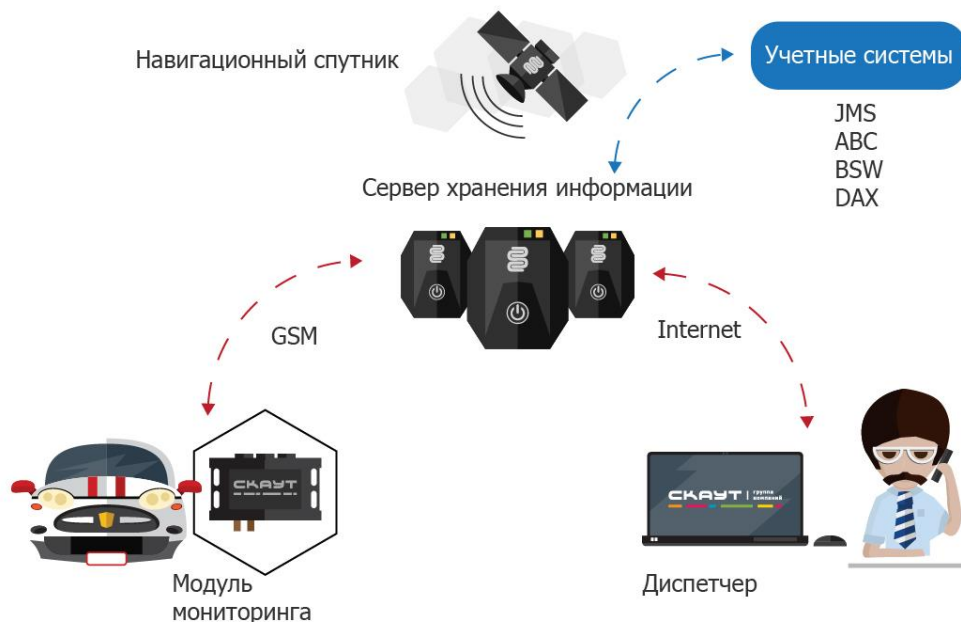 Навигационный спутник
Учетные системы
JMS
ABC
BSW
DAX
Сервер хранения информации
GSM
Internet
СКАУТ
СКАУТ | группа
компаний
Модуль
мониторинга
Диспетчер